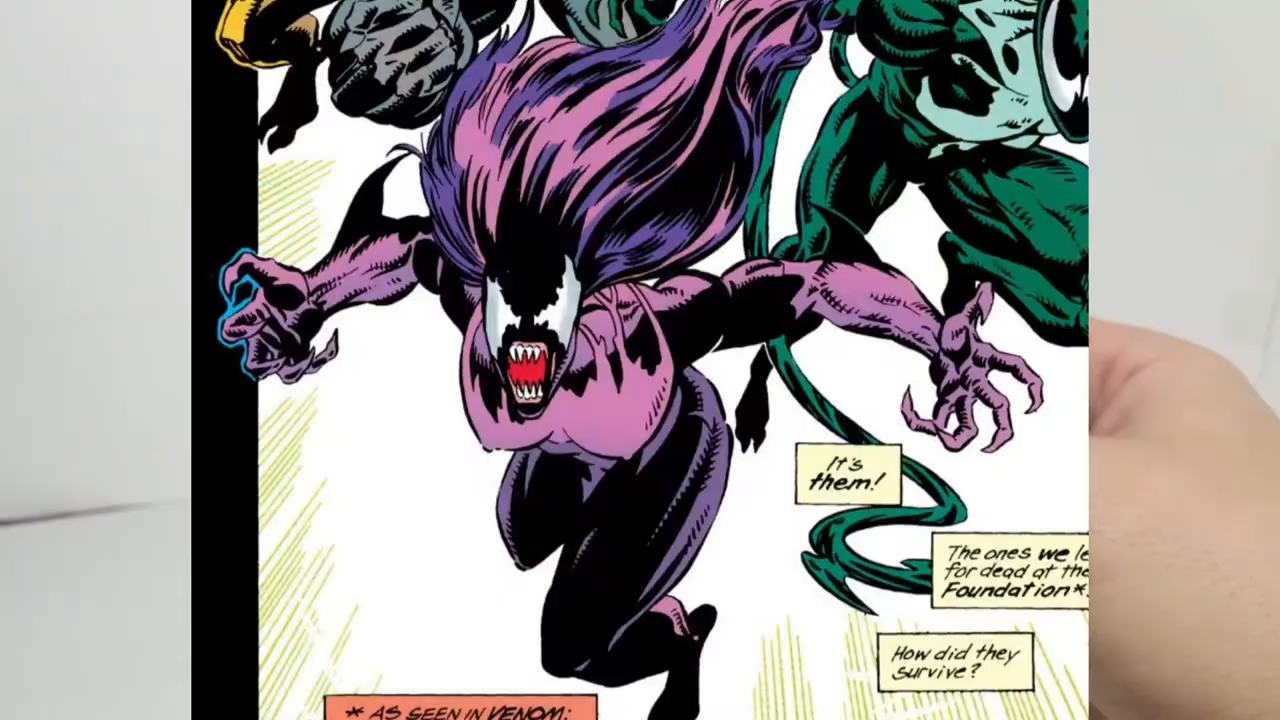 It's
them!
The ones we le
for dead at the
Foundation*.
How did they
survive?
* AS SEEN IN VENOM: